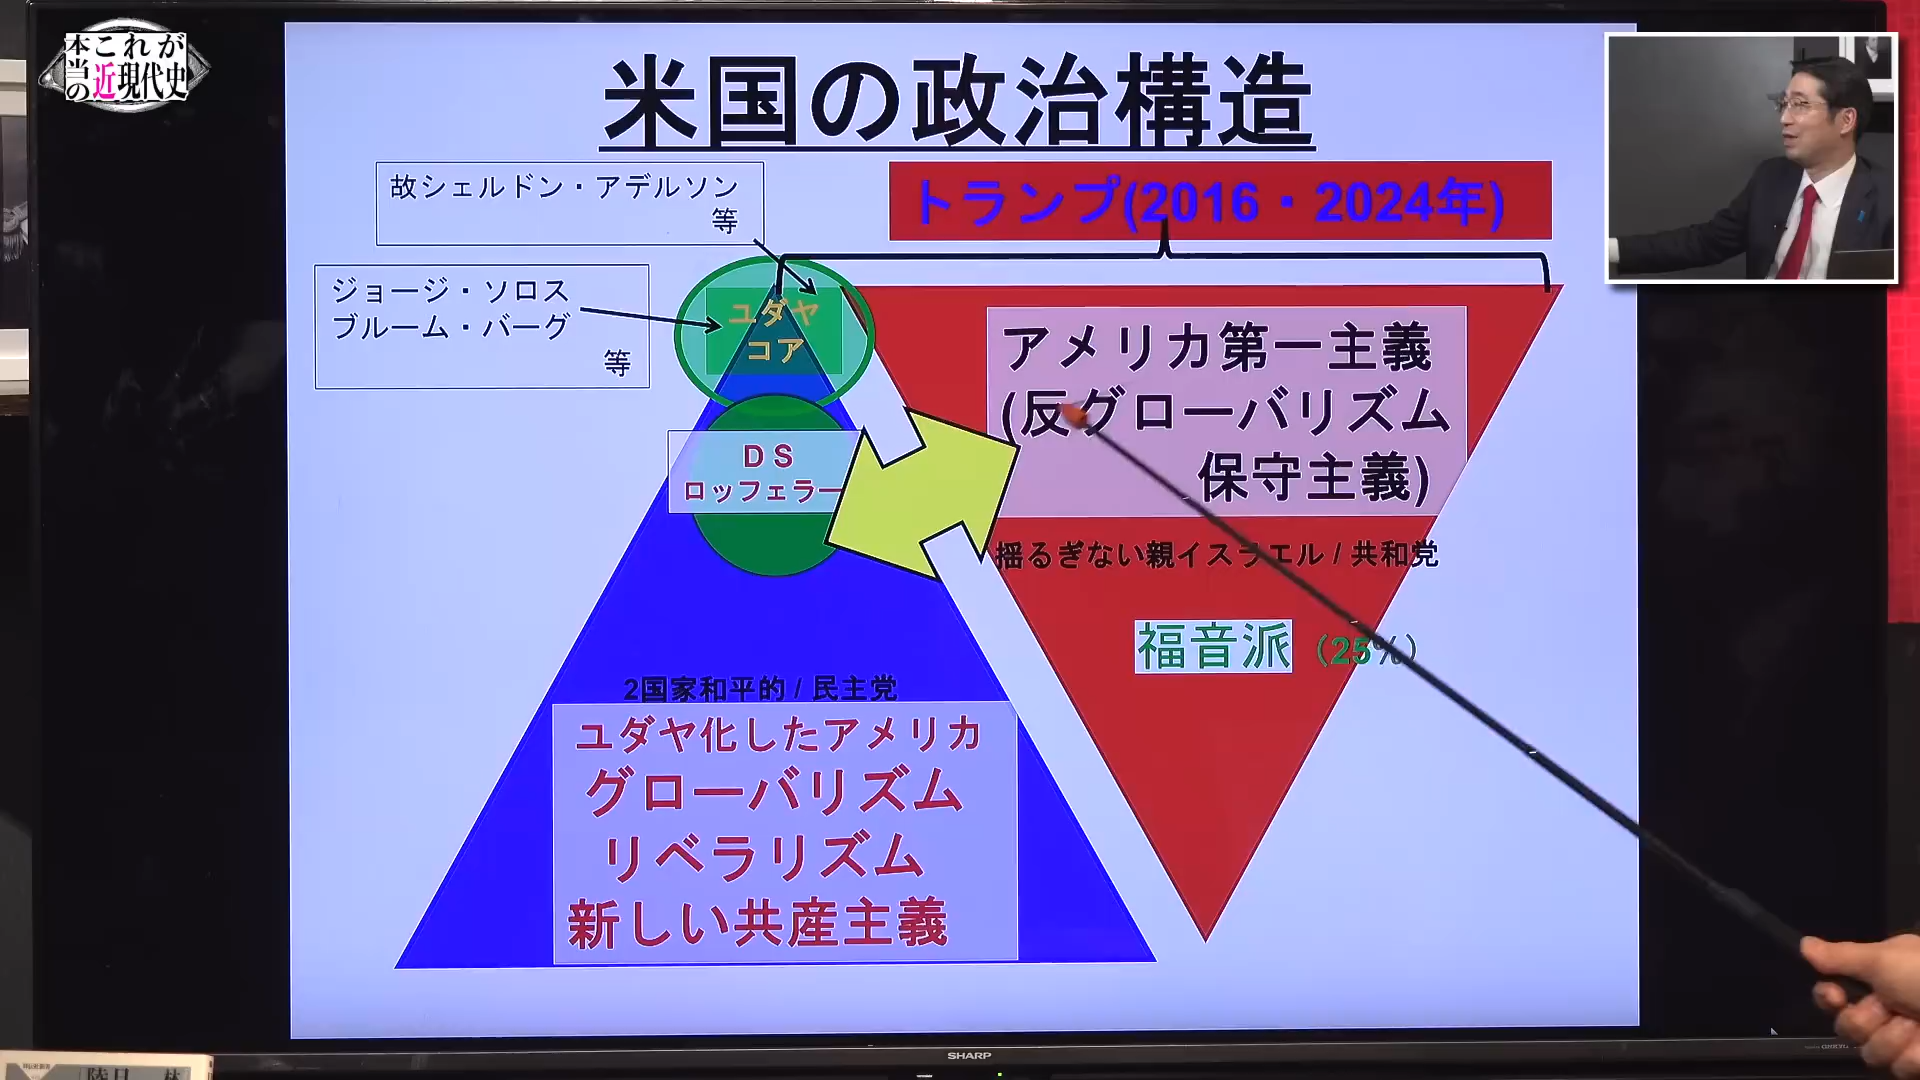 本当の
これが
近現代史
米国の政治構造
故シェルドン・アデルソン
等
トランプ(2016・2024年)
ジョージ・ソロス
ブルーム・バーグ
等
ユダヤ
コア
アメリカ第一主義
(反グローバリズム
保守主義)
DS
ロッフェラー
揺るぎない親イスラエル / 共和党
福音派 (25%)
2国家和平的 / 民主党
ユダヤ化したアメリカ
グローバリズム
リベラリズム
新しい共産主義
SHARP